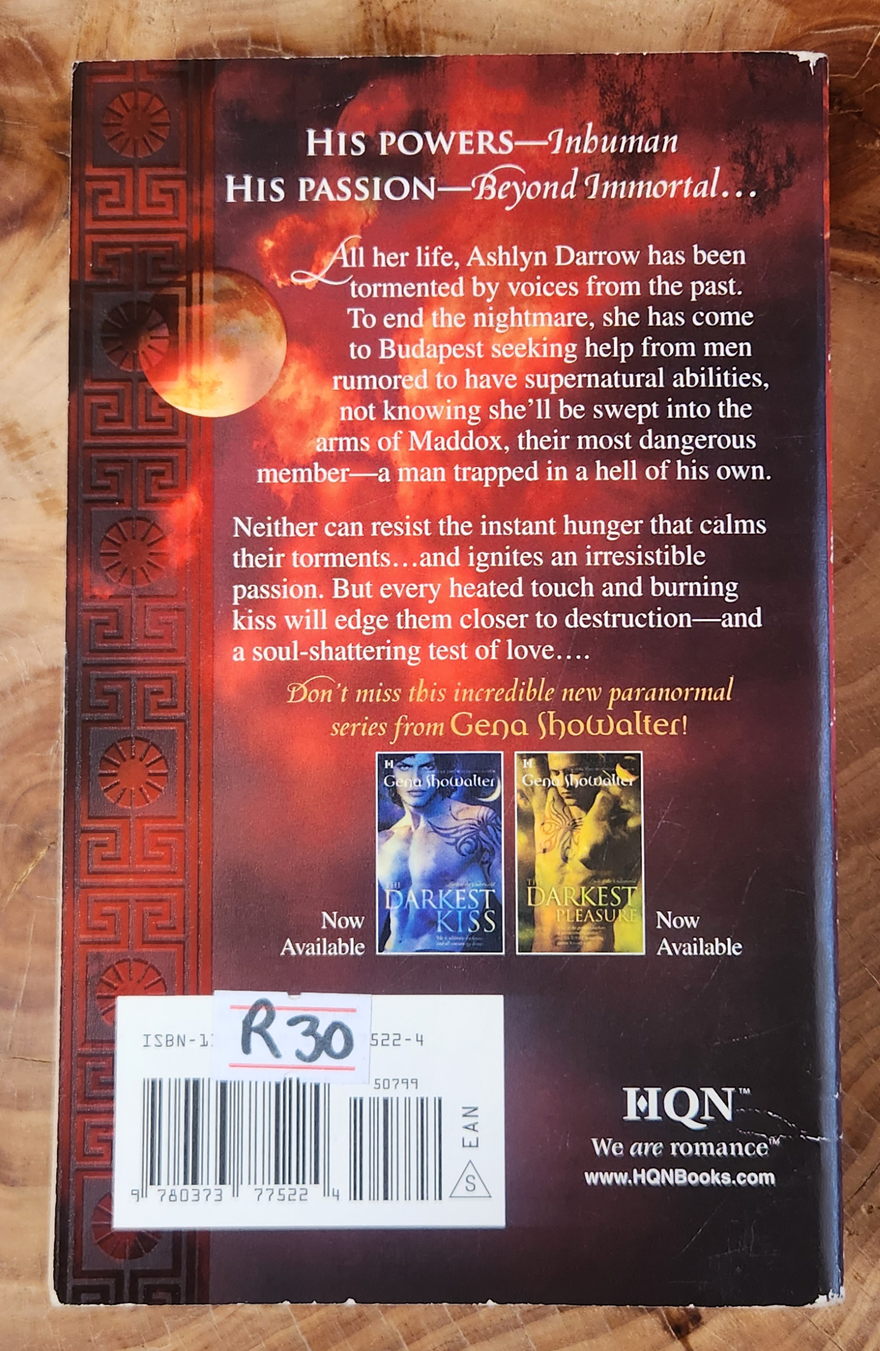 His powers—Inhuman
His passion—Beyond Immortal...
All her life, Ashlyn Darrow has been
tormented by voices from the past.
To end the nightmare, she has come
to Budapest seeking help from men
rumored to have supernatural abilities,
not knowing she'll be swept into the
arms of Maddox, their most dangerous
member—a man trapped in a hell of his own.
Neither can resist the instant hunger that calms
their torments...and ignites an irresistible
passion. But every heated touch and burning
kiss will edge them closer to destruction—and
a soul-shattering test of love....
Don't miss this incredible new paranormal
series from Gena Showalter!
Gena Showalter
THE
DARKEST
KISS
Gena Showalter
THE
DARKEST
PLEASURE
Now
Available
Now
Available
ISBN-1 522-4
R30
50799
EAN
S
9 780373 77522 4
HQN™
We are romance™
www.HQNBooks.com